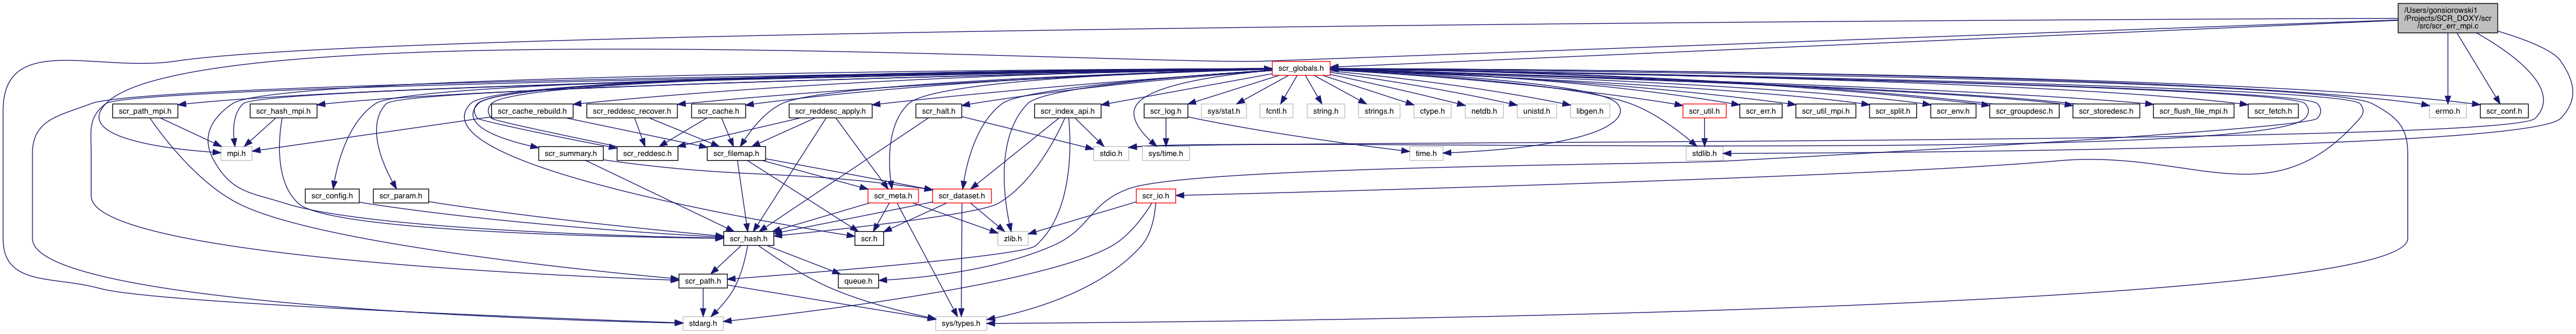 /Users/gonsiorowski1
/Projects/SCR_DOXY/scr
/src/scr_err_mpi.c
scr_globals.h
scr_path_mpi.h
scr_hash_mpi.h
scr_cache_rebuild.h
scr_reddesc_recover.h
scr_cache.h
scr_reddesc_apply.h
scr_halt.h
scr_index_api.h
scr_log.h
sys/stat.h
fcntl.h
string.h
strings.h
ctype.h
netdb.h
unistd.h
libgen.h
scr_util.h
scr_err.h
scr_util_mpi.h
scr_split.h
scr_env.h
scr_groupdesc.h
scr_storedesc.h
scr_flush_file_mpi.h
scr_fetch.h
errno.h
scr_conf.h
mpi.h
scr_summary.h
scr_reddesc.h
scr_filemap.h
stdio.h
sys/time.h
time.h
stdlib.h
scr_config.h
scr_param.h
scr_meta.h
scr_dataset.h
scr_io.h
scr_hash.h
scr.h
zlib.h
scr_path.h
queue.h
stdarg.h
sys/types.h